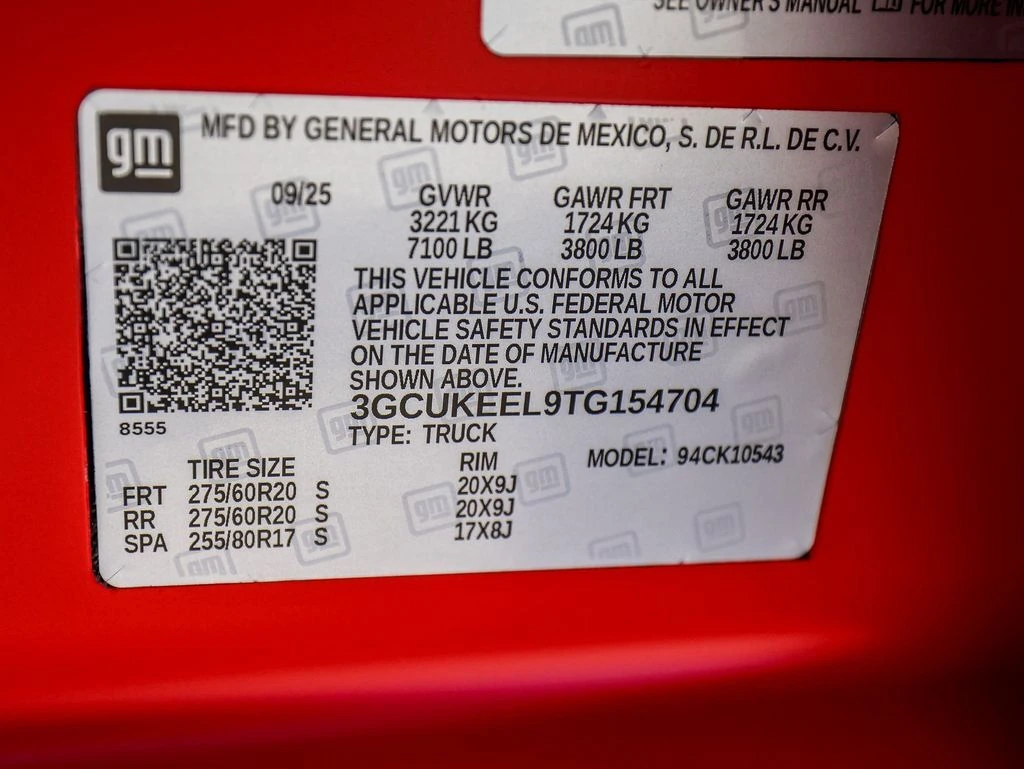 SEE OWNER'S MANUAL FOR MORE IN
gm
MFD BY GENERAL MOTORS DE MEXICO, S. DE R.L. DE C.V.
09/25 GVWR GAWR FRT GAWR RR
3221 KG 1724 KG 1724 KG
7100 LB 3800 LB 3800 LB
THIS VEHICLE CONFORMS TO ALL
APPLICABLE U.S. FEDERAL MOTOR
VEHICLE SAFETY STANDARDS IN EFFECT
ON THE DATE OF MANUFACTURE
SHOWN ABOVE.
3GCUKEEL9TG154704
8555
TYPE: TRUCK
TIRE SIZE RIM MODEL: 94CK10543
FRT 275/60R20 S 20X9J
RR 275/60R20 S 20X9J
SPA 255/80R17 S 17X8J